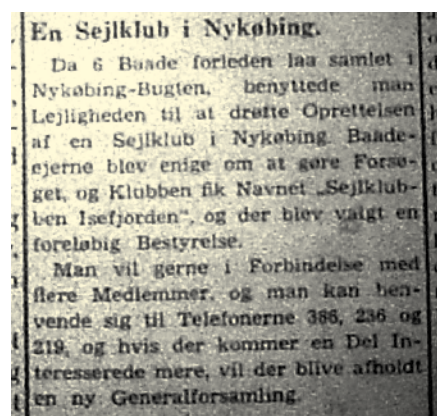 En Sejlklub i Nykøbing.
Da 6 Baade forleden laa samlet i
Nykøbing-Bugten, benyttede man
Lejligheden til at drøfte Oprettelsen
af en Sejlklub i Nykøbing. Baade-
ejerne blev enige om at gøre Forsø-
get, og Klubben fik Navnet „Sejlklub-
ben Isefjorden“, og der blev valgt en
foreløbig Bestyrelse.
Man vil gerne i Forbindelse med
flere Medlemmer, og man kan hen-
vende sig til Telefonerne 386, 236 og
219, og hvis der kommer en Del In-
teresserede mere, vil der blive afholdt
en ny Generalforsamling.